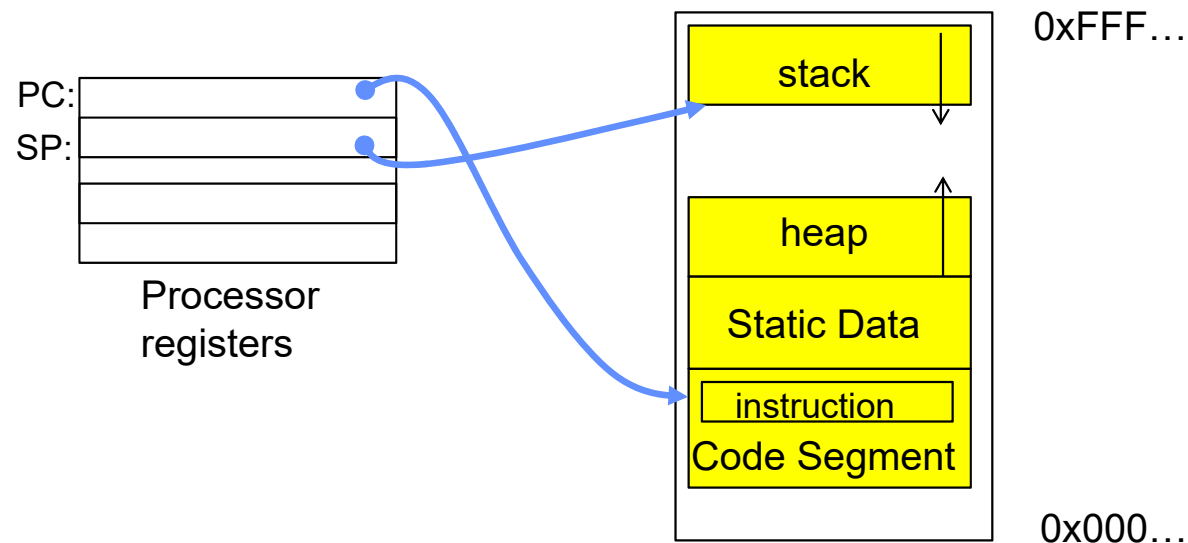 0xFFF…
stack
PC:
SP:
heap
Processor
registers
Static Data
instruction
Code Segment
0x000…